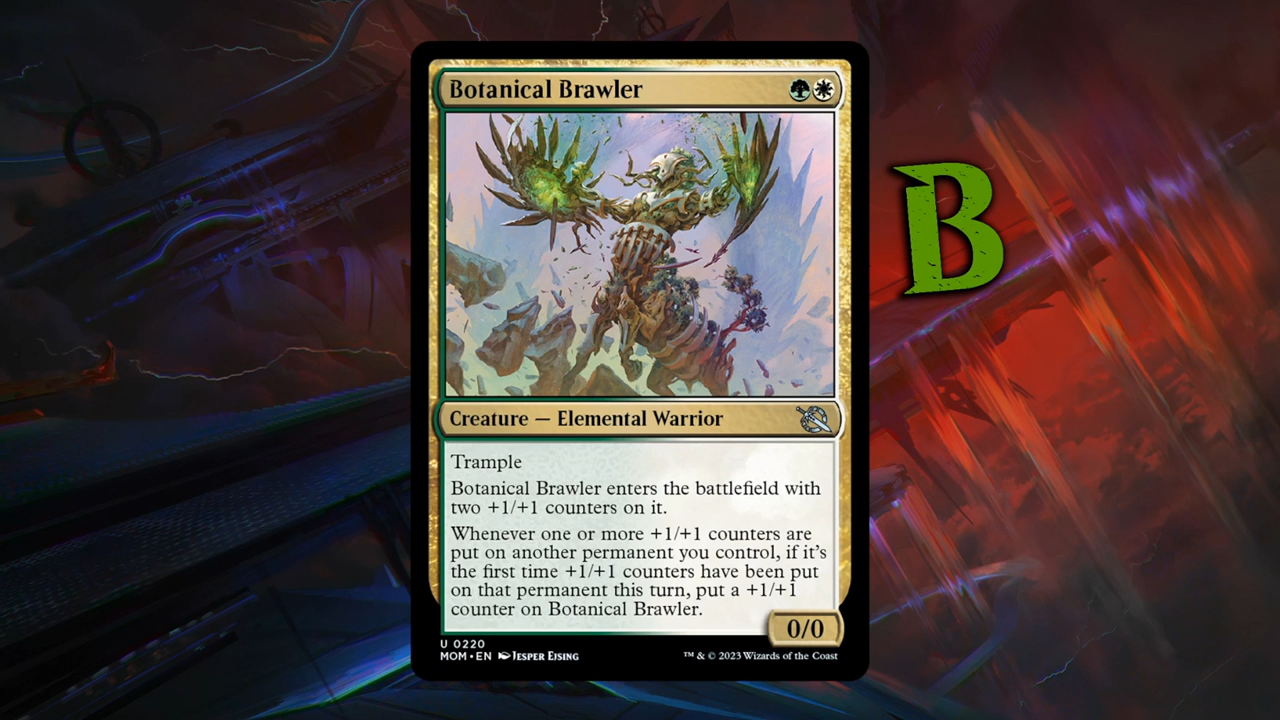 Botanical Brawler
B
Creature — Elemental Warrior
Trample
Botanical Brawler enters the battlefield with
two +1/+1 counters on it.
Whenever one or more +1/+1 counters are
put on another permanent you control, if it's
the first time +1/+1 counters have been put
on that permanent this turn, put a +1/+1
counter on Botanical Brawler.
0/0
U 0220
MOM • EN Jesper Eising
™ & © 2023 Wizards of the Coast